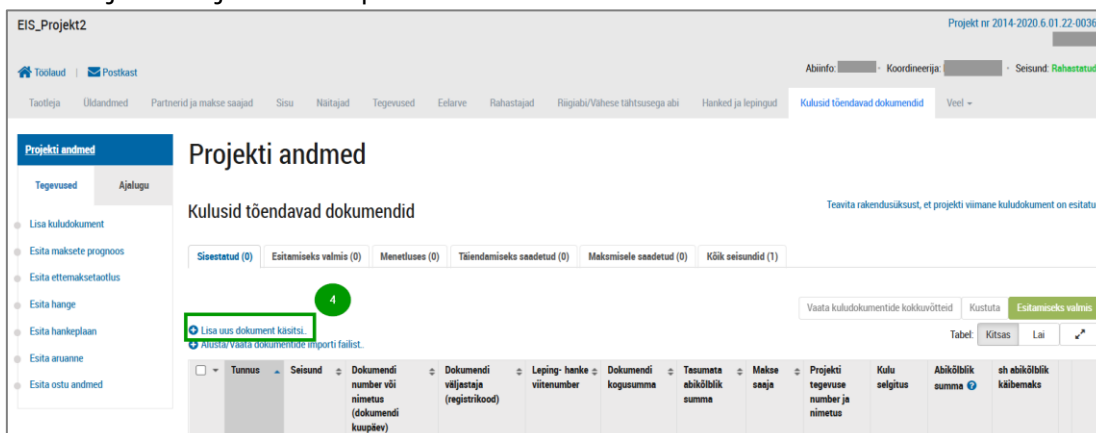 EIS_Projekt2
Projekt nr 2014-2020.6.01.22-0036
Töölaud | Postkast
Abiinfo: · Koordineerija: · Seisund: Rahastatud
Taotleja Üldandmed Partnerid ja makse saajad Sisu Näitajad Tegevused Eelarve Rahastajad Riigiabi/Vähese tähtsusega abi Hanked ja lepingud Kulusid tõendavad dokumendid Veel
Projekti andmed
Tegevused Ajalugu
Lisa kuludokument
Esita maksete prognoos
Esita ettemaksetaotlus
Esita hange
Esita hankeplaan
Esita aruanne
Esita ostu andmed
Projekti andmed
Kulusid tõendavad dokumendid
Teavita rakendusüksust, et projekti viimane kuludokument on esitatu
Sisestatud (0) Esitamiseks valmis (0) Menetluses (0) Täiendamiseks saadetud (0) Maksmisele saadetud (0) Kõik seisundid (1)
4
Vaata kuludokumentide kokkuvõtteid Kustuta Esitamiseks valmis
Lisa uus dokument käsitsi..
Alusta/Vaata dokumentide importi failist..
Tabel: Kitsas Lai
Tunnus
Seisund
Dokumendi
number või
nimetus
(dokumendi
kuupäev)
Dokumendi
väljastaja
(registrikood)
Leping- hanke
viitenumber
Dokumendi
kogusumma
Tasumata
abikõlblik
summa
Makse
saaja
Projekti
tegevuse
number ja
nimetus
Kulu
selgitus
Abikõlblik
summa
sh abikõlblik
käibemaks